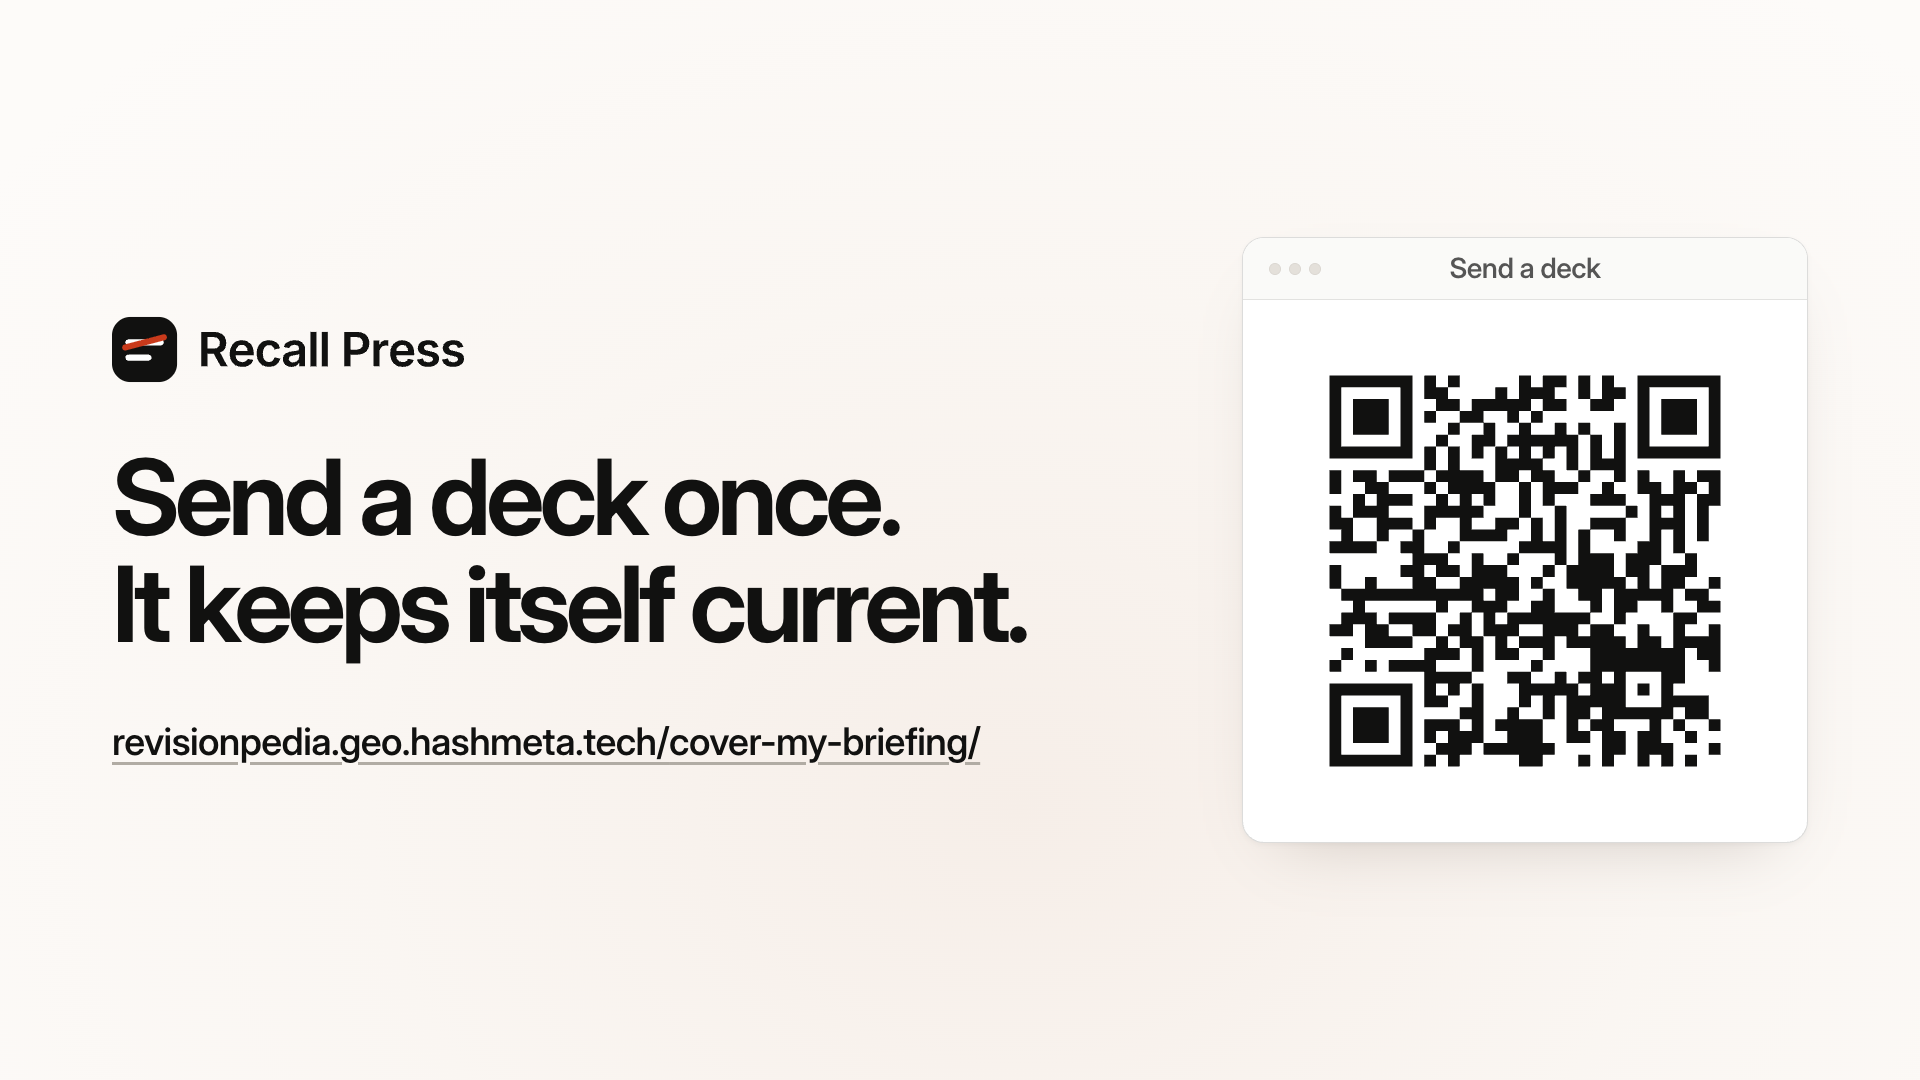 Recall Press
Send a deck once.
It keeps itself current.
revisionpedia.geo.hashmeta.tech/cover-my-briefing/
Send a deck